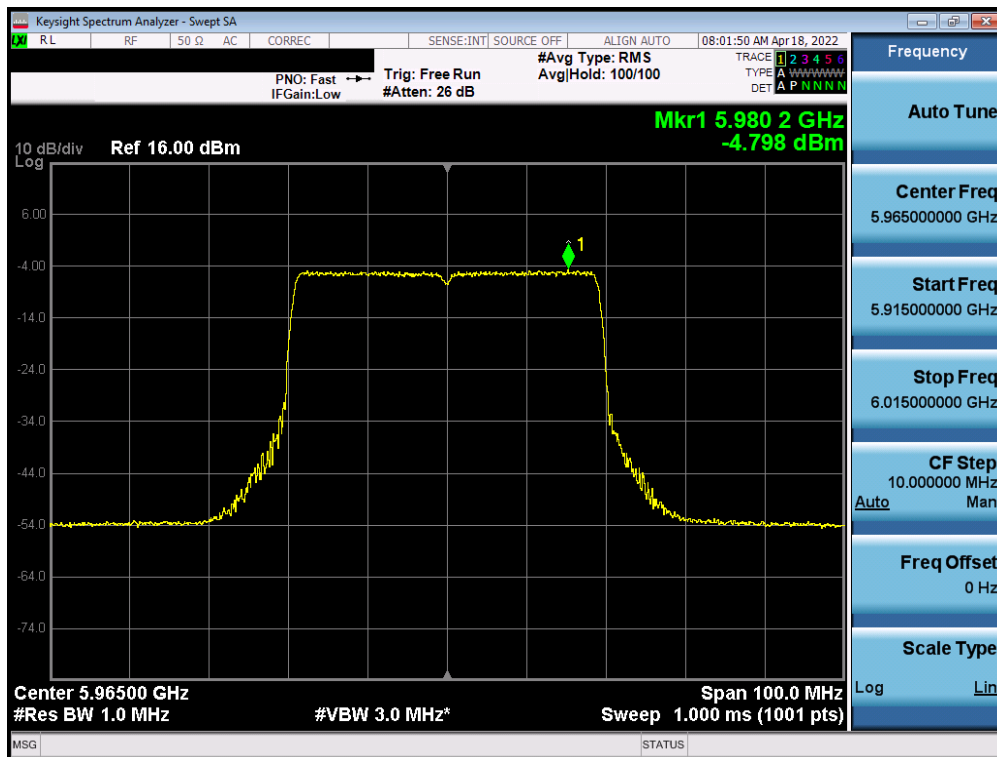 Keysight Spectrum Analyzer - Swept SA
LXI RL RF 50 Ω AC CORREC SENSE:INT SOURCE OFF ALIGN AUTO 08:01:50 AM Apr 18, 2022
PNO: Fast
IFGain:Low
Trig: Free Run
#Atten: 26 dB
#Avg Type: RMS
Avg|Hold: 100/100
TRACE 1 2 3 4 5 6
TYPE A WWWWW
DET A P N N N N
Mkr1 5.980 2 GHz
-4.798 dBm
10 dB/div Ref 16.00 dBm
Log
6.00
-4.00
-14.0
-24.0
-34.0
-44.0
-54.0
-64.0
-74.0
1
Center 5.96500 GHz Span 100.0 MHz
#Res BW 1.0 MHz #VBW 3.0 MHz* Sweep 1.000 ms (1001 pts)
MSG STATUS
Frequency
Auto Tune
Center Freq
5.965000000 GHz
Start Freq
5.915000000 GHz
Stop Freq
6.015000000 GHz
CF Step
10.000000 MHz
Auto Man
Freq Offset
0 Hz
Scale Type
Log Lin